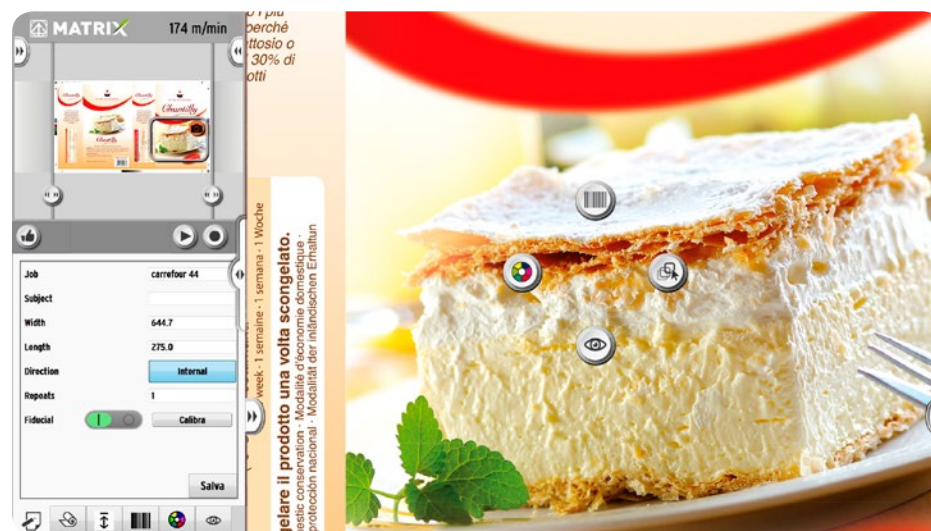 MATRIX
174 m/min
perché
ttosio o
30% di
otti
Chantilly
Job
carrefour 44
Subject
Width
644.7
Length
275.0
Direction
Internal
Repeats
1
Fiducial
Calibra
Salva
week · 1 semaine · 1 semana · 1 Woche
gelare il prodotto una volta scongelato.
nestic conservation · Modalité d'économie domestique ·
protección nacional · Modalität der inländischen Erhaltun